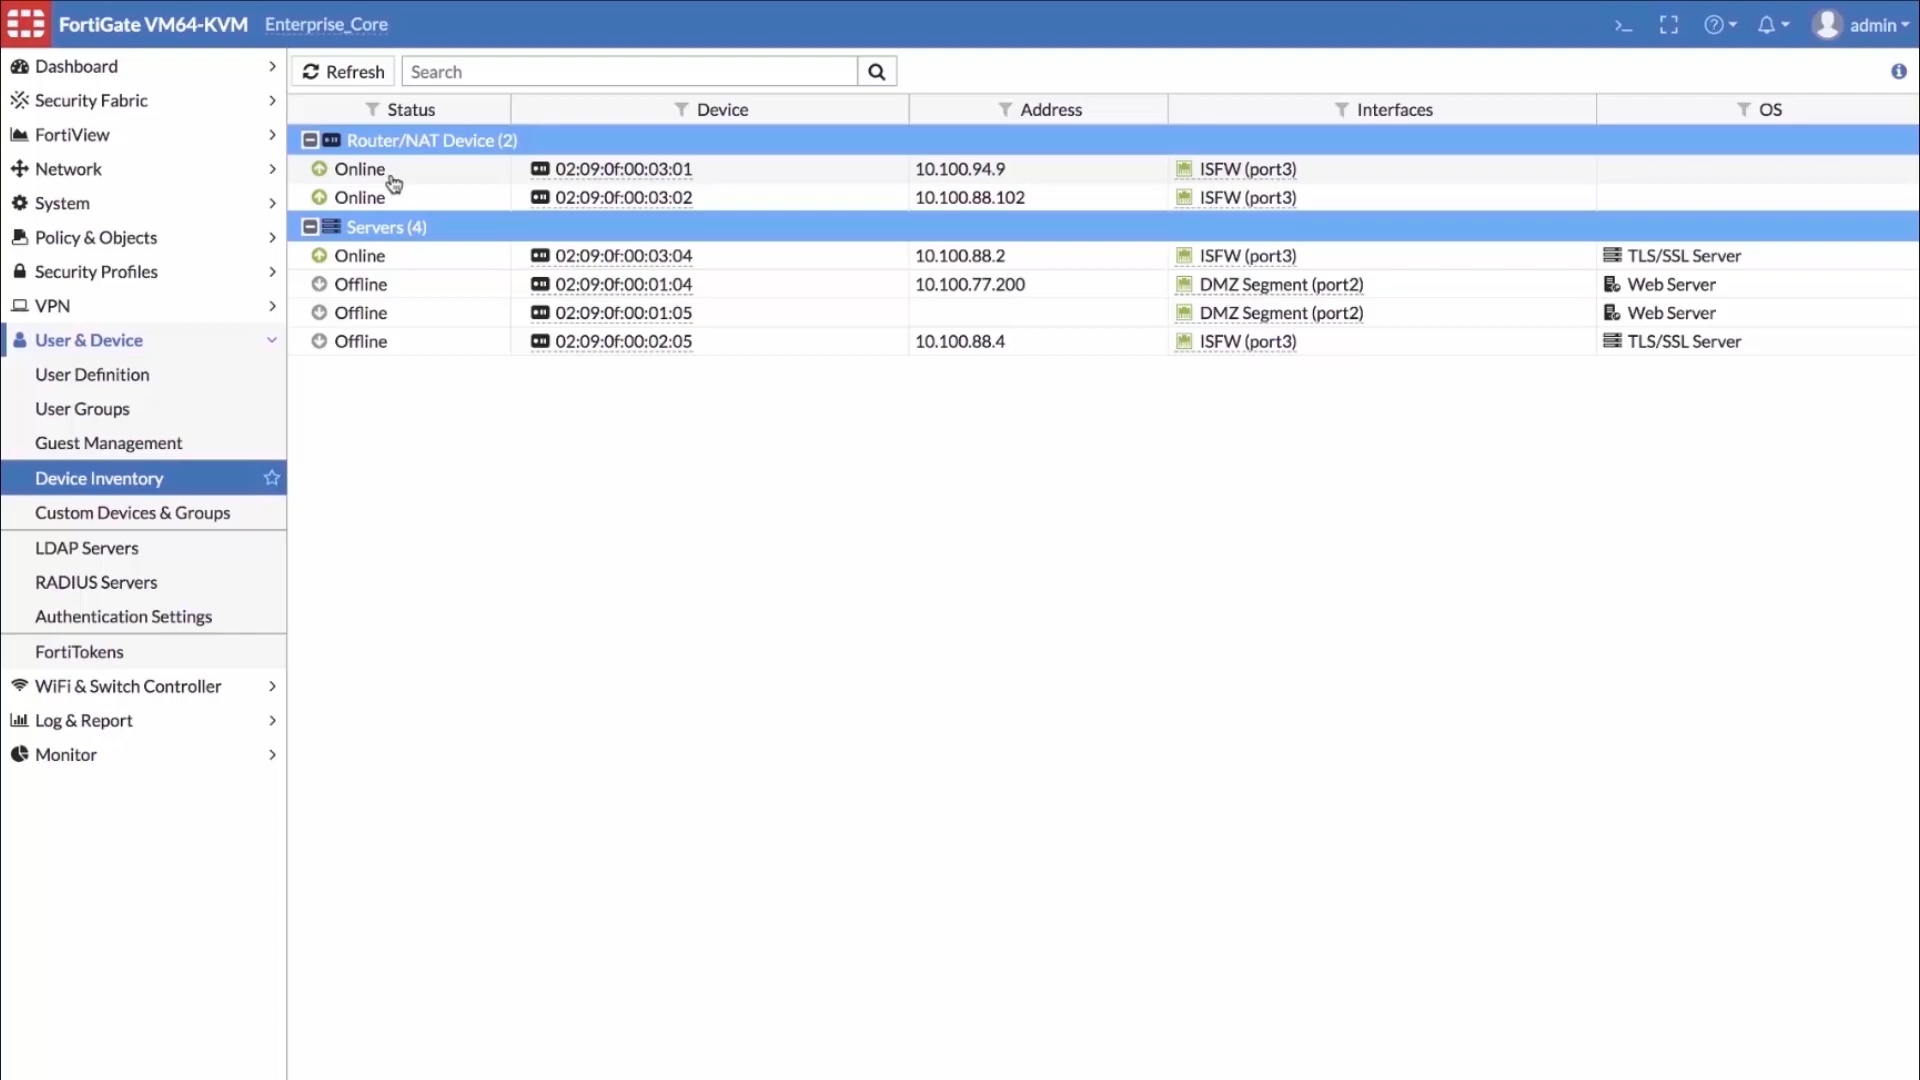 FortiGate VM64-KVM Enterprise_Core admin
Dashboard
Security Fabric
FortiView
Network
System
Policy & Objects
Security Profiles
VPN
User & Device
User Definition
User Groups
Guest Management
Device Inventory
Custom Devices & Groups
LDAP Servers
RADIUS Servers
Authentication Settings
FortiTokens
WiFi & Switch Controller
Log & Report
Monitor
Refresh Search
Status Device Address Interfaces OS
Router/NAT Device (2)
Online 02:09:0f:00:03:01 10.100.94.9 ISFW (port3)
Online 02:09:0f:00:03:02 10.100.88.102 ISFW (port3)
Servers (4)
Online 02:09:0f:00:03:04 10.100.88.2 ISFW (port3) TLS/SSL Server
Offline 02:09:0f:00:01:04 10.100.77.200 DMZ Segment (port2) Web Server
Offline 02:09:0f:00:01:05 DMZ Segment (port2) Web Server
Offline 02:09:0f:00:02:05 10.100.88.4 ISFW (port3) TLS/SSL Server